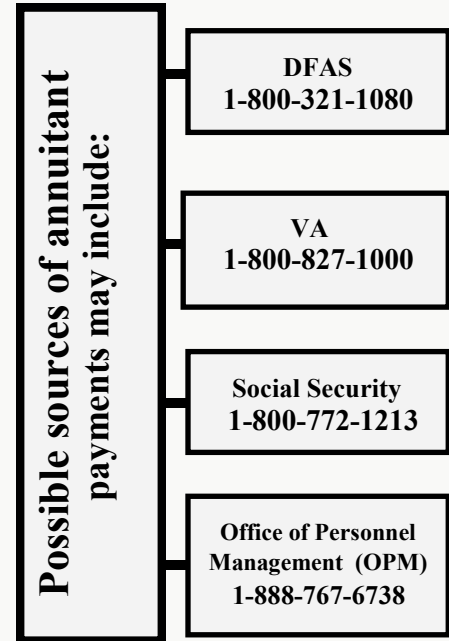 Possible sources of annuitant
payments may include:
DFAS
1-800-321-1080
VA
1-800-827-1000
Social Security
1-800-772-1213
Office of Personnel
Management (OPM)
1-888-767-6738